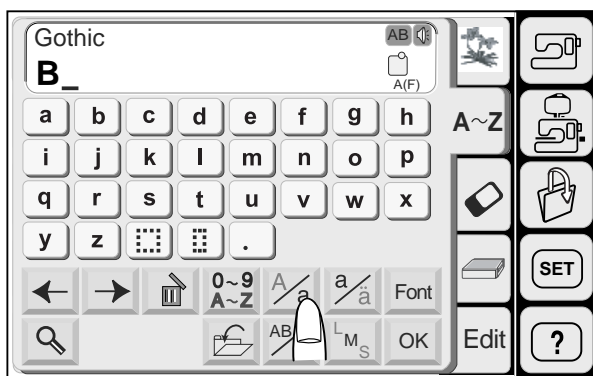 Gothic
AB
B_
A(F)
a b c d e f g h
A~Z
i j k l m n o p
q r s t u v w x
y z .
0~9
A~Z
A/a
a/ä
Font
SET
AB
L M S
OK
Edit
?